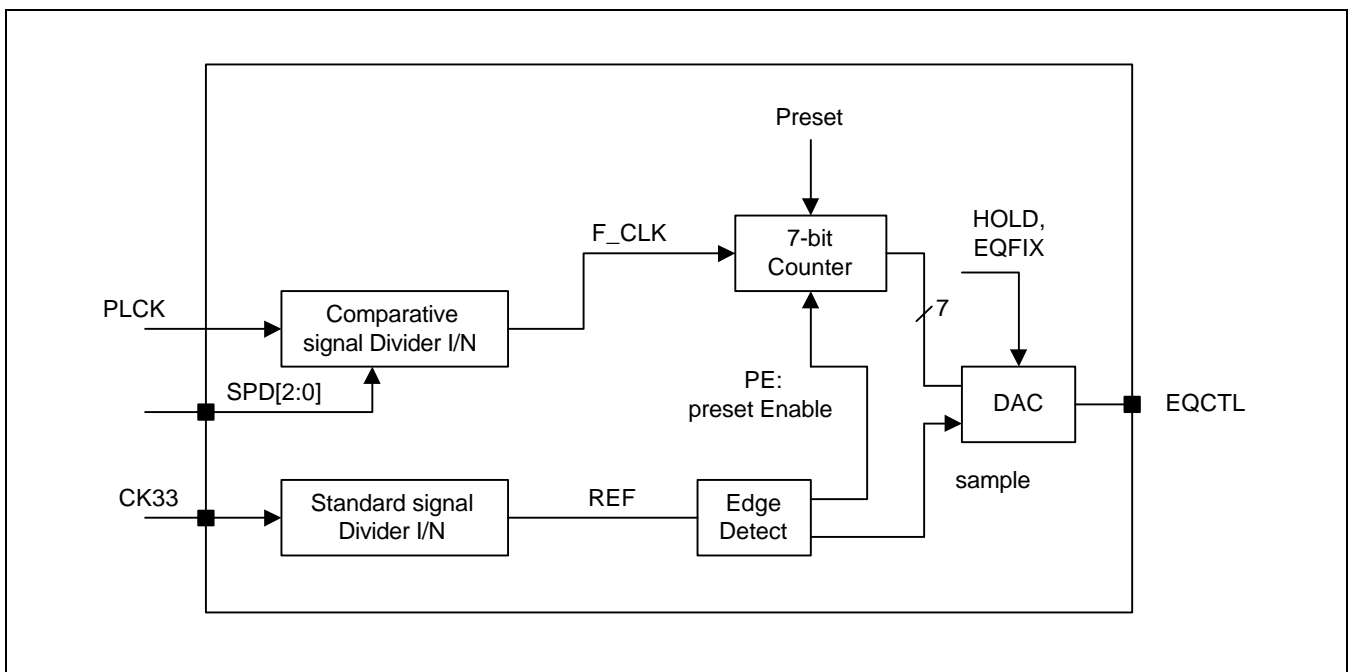 Preset
HOLD,
EQFIX
F_CLK
7-bit
Counter
PLCK
Comparative
signal Divider I/N
7
SPD[2:0]
PE:
preset Enable
DAC
EQCTL
CK33
Standard signal
Divider I/N
REF
Edge
Detect
sample